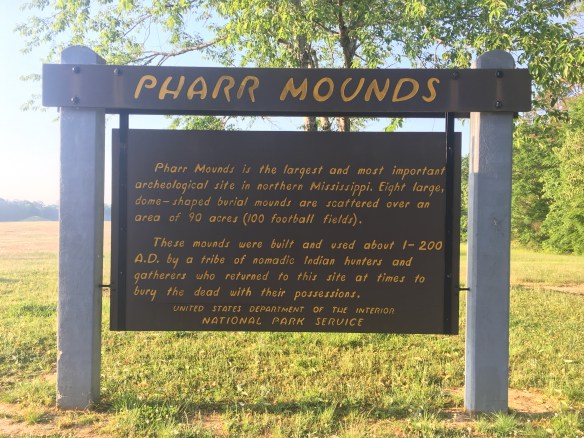 PHARR MOUNDS
Pharr Mounds is the largest and most important
archeological site in northern Mississippi. Eight large,
dome-shaped burial mounds are scattered over an
area of 90 acres (100 football fields).
These mounds were built and used about 1-200
A.D. by a tribe of nomadic Indian hunters and
gatherers who returned to this site at times to
bury the dead with their possessions.
UNITED STATES DEPARTMENT OF THE INTERIOR
NATIONAL PARK SERVICE